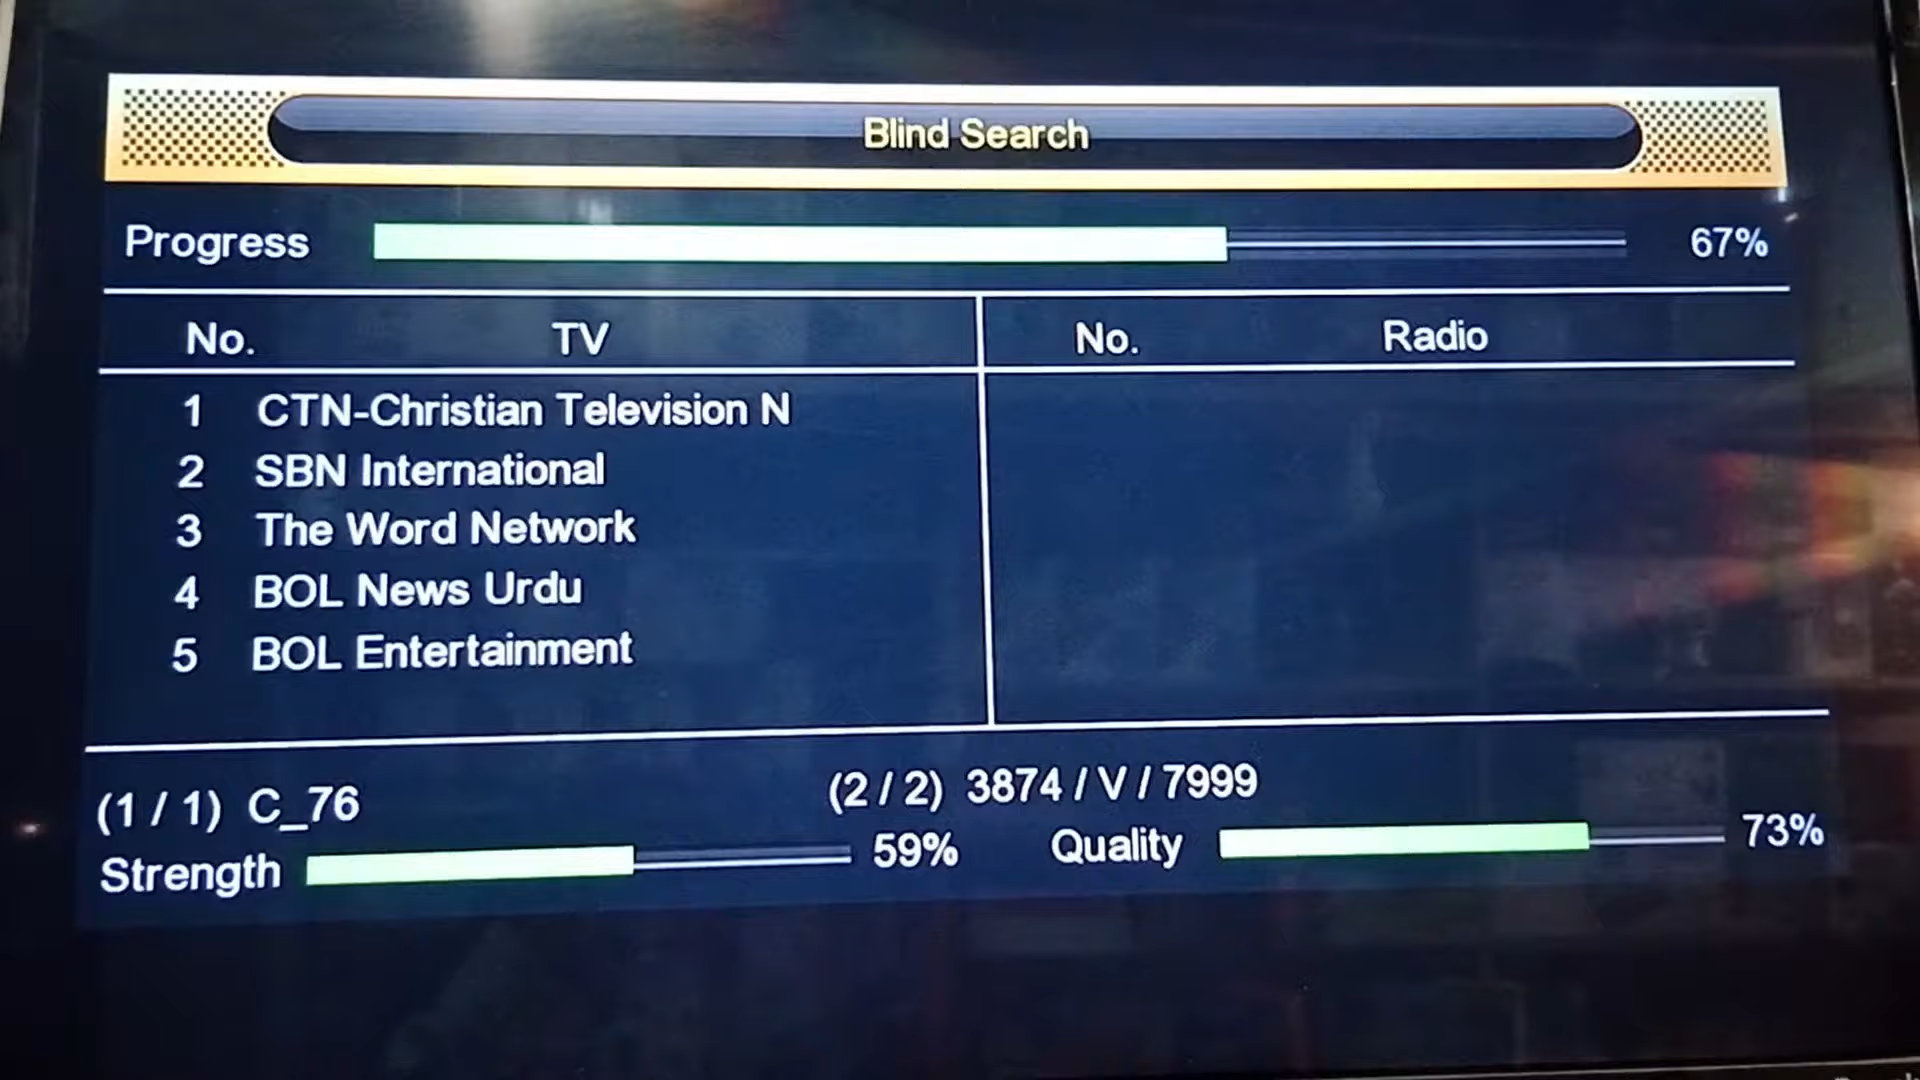 Blind Search
Progress 67%
No. TV No. Radio
1 CTN-Christian Television N
2 SBN International
3 The Word Network
4 BOL News Urdu
5 BOL Entertainment
(1 / 1) C_76 (2 / 2) 3874 / V / 7999
Strength 59% Quality 73%